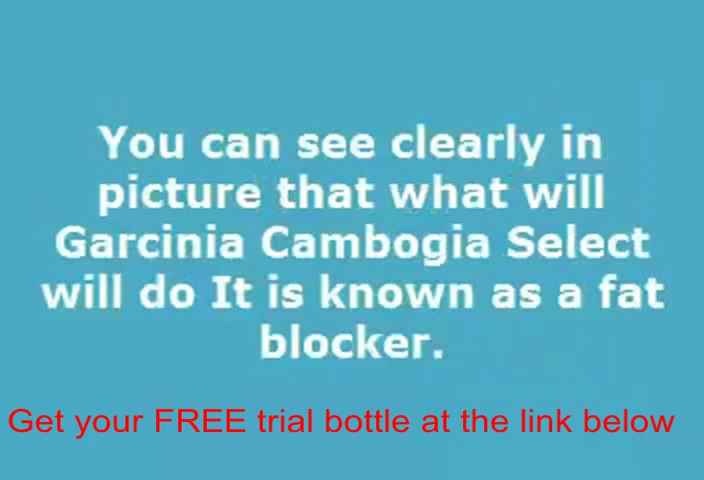 You can see clearly in
picture that what will
Garcinia Cambogia Select
will do It is known as a fat
blocker.
Get your FREE trial bottle at the link below